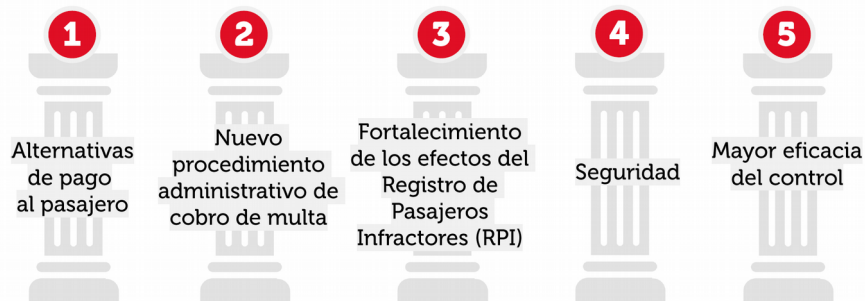 1
Alternativas
de pago
al pasajero
2
Nuevo
procedimiento
administrativo de
cobro de multa
3
Fortalecimiento
de los efectos del
Registro de
Pasajeros
Infractores (RPI)
4
Seguridad
5
Mayor eficacia
del control